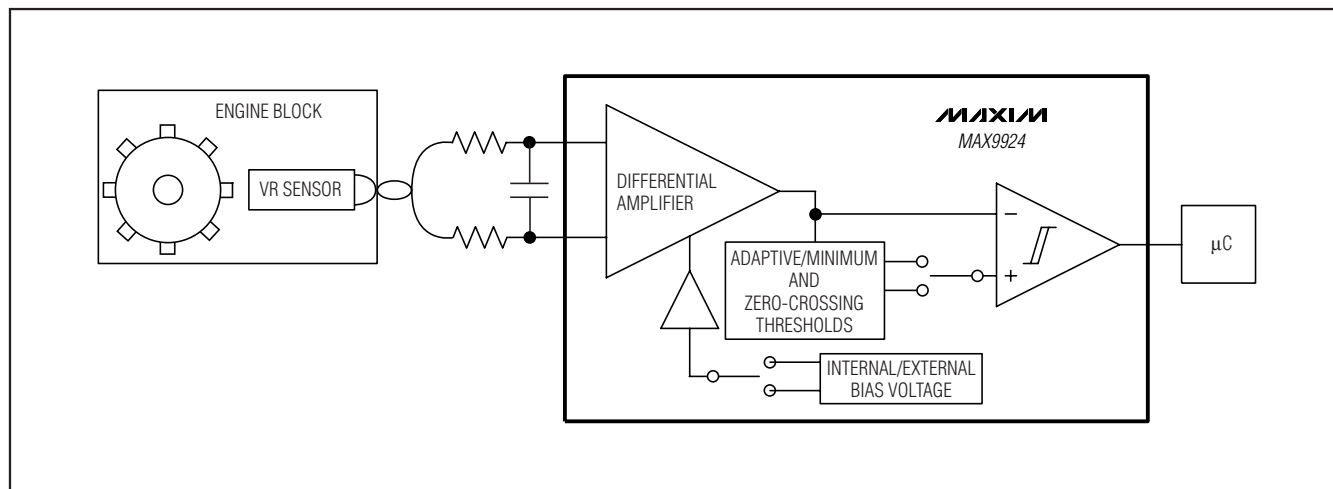 ENGINE BLOCK
VR SENSOR
DIFFERENTIAL
AMPLIFIER
MAXIM
MAX9924
ADAPTIVE/MINIMUM
AND
ZERO-CROSSING
THRESHOLDS
−
+
INTERNAL/EXTERNAL
BIAS VOLTAGE
μC